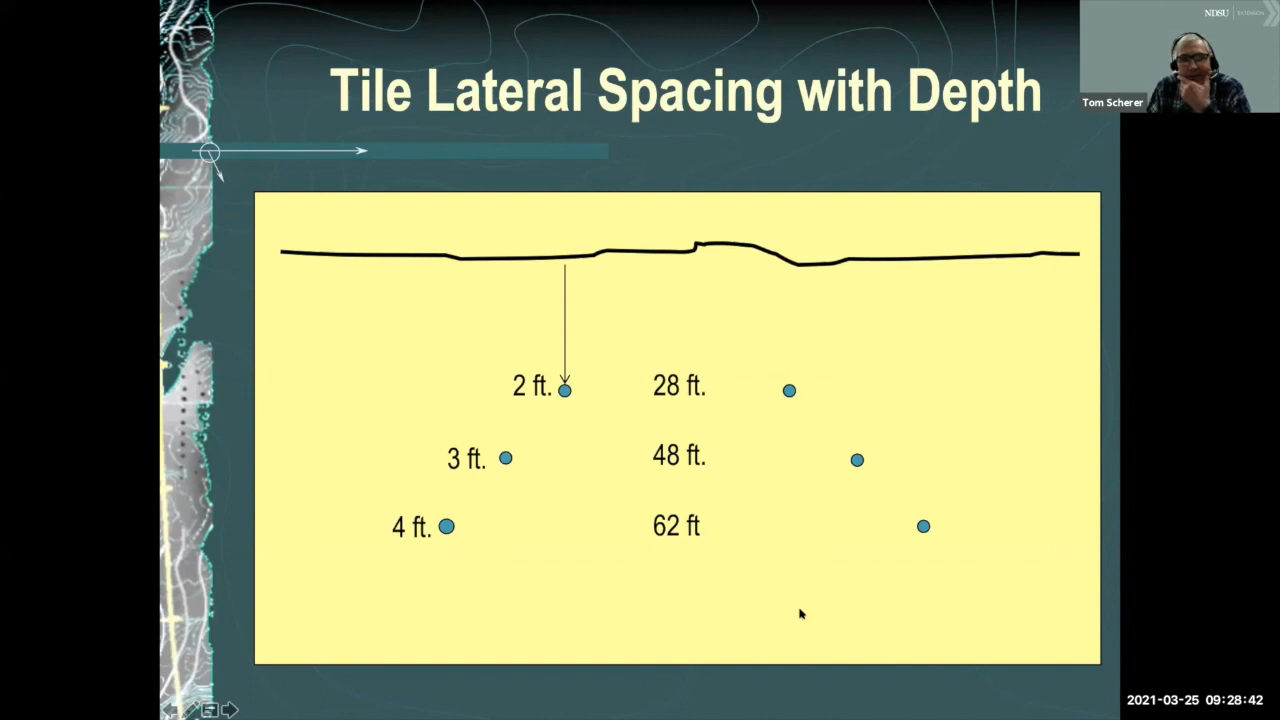 NDSU EXTENSION
Tile Lateral Spacing with Depth
Tom Scherer
2 ft. 28 ft.
3 ft. 48 ft.
4 ft. 62 ft
2021-03-25 09:28:42